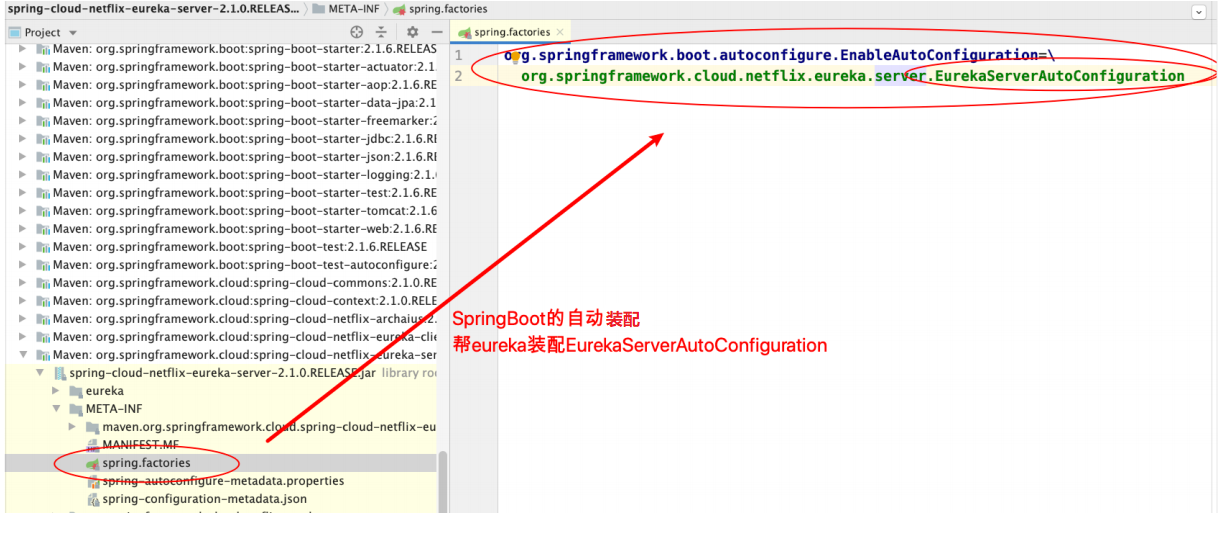 spring-cloud-netflix-eureka-server-2.1.0.RELEAS... META-INF spring.factories
Project
spring.factories
Maven: org.springframework.boot:spring-boot-starter:2.1.6.RELEAS
Maven: org.springframework.boot:spring-boot-starter-actuator:2.1.
Maven: org.springframework.boot:spring-boot-starter-aop:2.1.6.RE
Maven: org.springframework.boot:spring-boot-starter-data-jpa:2.1
Maven: org.springframework.boot:spring-boot-starter-freemarker:2
Maven: org.springframework.boot:spring-boot-starter-jdbc:2.1.6.RE
Maven: org.springframework.boot:spring-boot-starter-json:2.1.6.RE
Maven: org.springframework.boot:spring-boot-starter-logging:2.1.
Maven: org.springframework.boot:spring-boot-starter-test:2.1.6.RE
Maven: org.springframework.boot:spring-boot-starter-tomcat:2.1.6
Maven: org.springframework.boot:spring-boot-starter-web:2.1.6.RE
Maven: org.springframework.boot:spring-boot-test:2.1.6.RELEASE
Maven: org.springframework.boot:spring-boot-test-autoconfigure:2
Maven: org.springframework.cloud:spring-cloud-commons:2.1.0.RE
Maven: org.springframework.cloud:spring-cloud-context:2.1.0.RELE
Maven: org.springframework.cloud:spring-cloud-netflix-archaius:2.
Maven: org.springframework.cloud:spring-cloud-netflix-eureka-clie
Maven: org.springframework.cloud:spring-cloud-netflix-eureka-ser
spring-cloud-netflix-eureka-server-2.1.0.RELEASE.jar library roo
eureka
META-INF
maven.org.springframework.cloud.spring-cloud-netflix-eu
MANIFEST.MF
spring.factories
spring-autoconfigure-metadata.properties
spring-configuration-metadata.json
1 org.springframework.boot.autoconfigure.EnableAutoConfiguration=\
2 org.springframework.cloud.netflix.eureka.server.EurekaServerAutoConfiguration
SpringBoot的自动装配
帮eureka装配EurekaServerAutoConfiguration